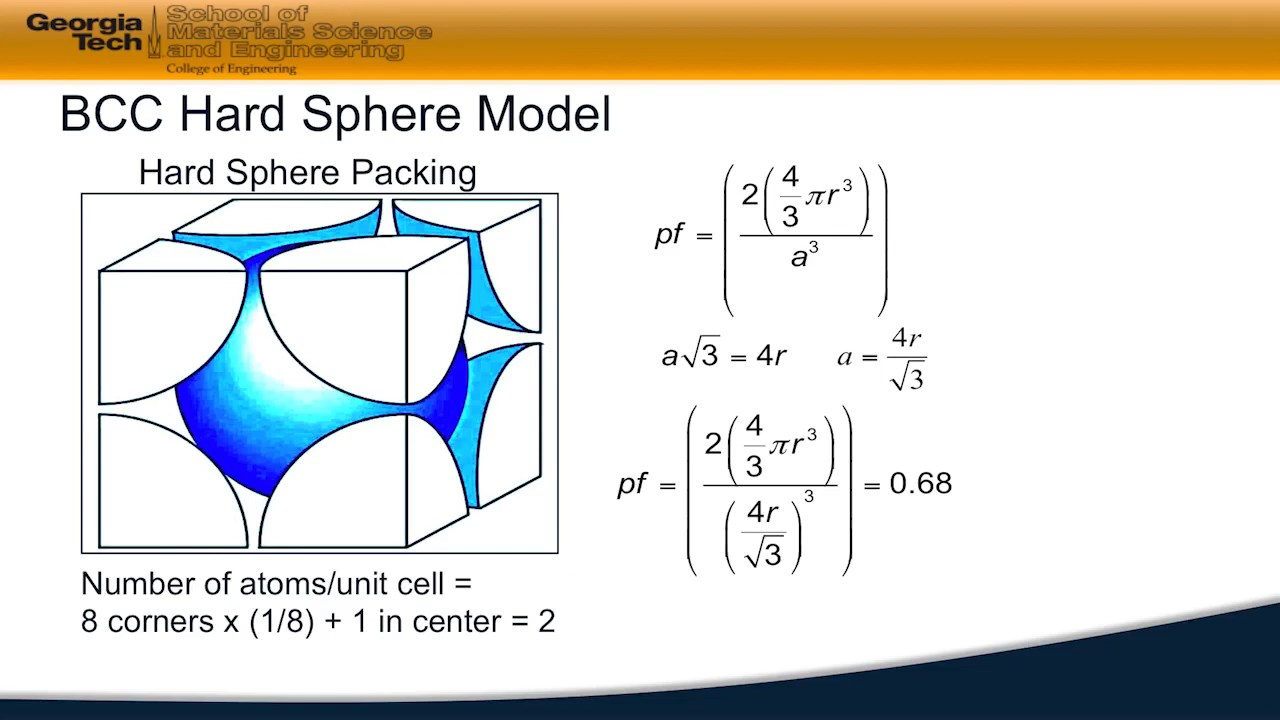 Georgia Tech
School of
Materials Science
and Engineering
College of Engineering
BCC Hard Sphere Model
Hard Sphere Packing
pf = (2(4/3 πr³)/a³)
a√3 = 4r a = 4r/√3
pf = (2(4/3 πr³)/(4r/√3)³) = 0.68
Number of atoms/unit cell =
8 corners x (1/8) + 1 in center = 2